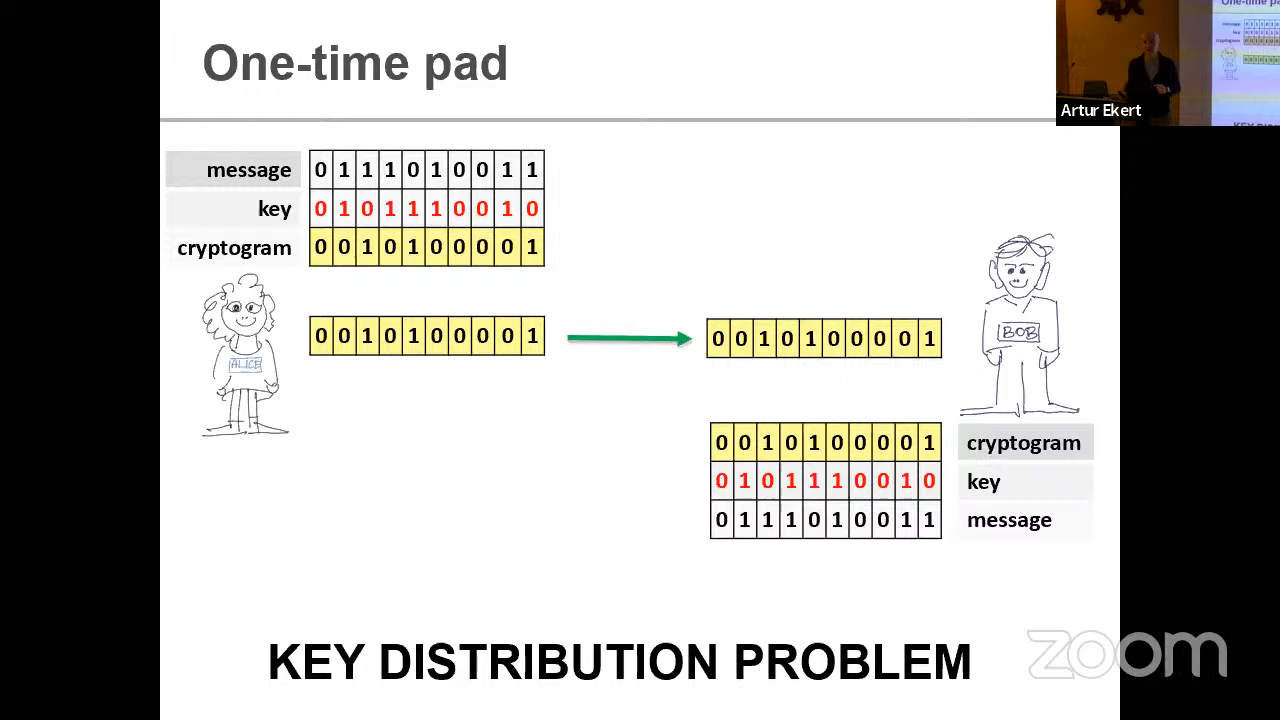 One-time pad
Artur Ekert
message 0 1 1 1 0 1 0 0 1 1
key 0 1 0 1 1 1 0 0 1 0
cryptogram 0 0 1 0 1 0 0 0 0 1
ALICE
0 0 1 0 1 0 0 0 0 1
0 0 1 0 1 0 0 0 0 1
BOB
0 0 1 0 1 0 0 0 0 1 cryptogram
0 1 0 1 1 1 0 0 1 0 key
0 1 1 1 0 1 0 0 1 1 message
KEY DISTRIBUTION PROBLEM
zoom